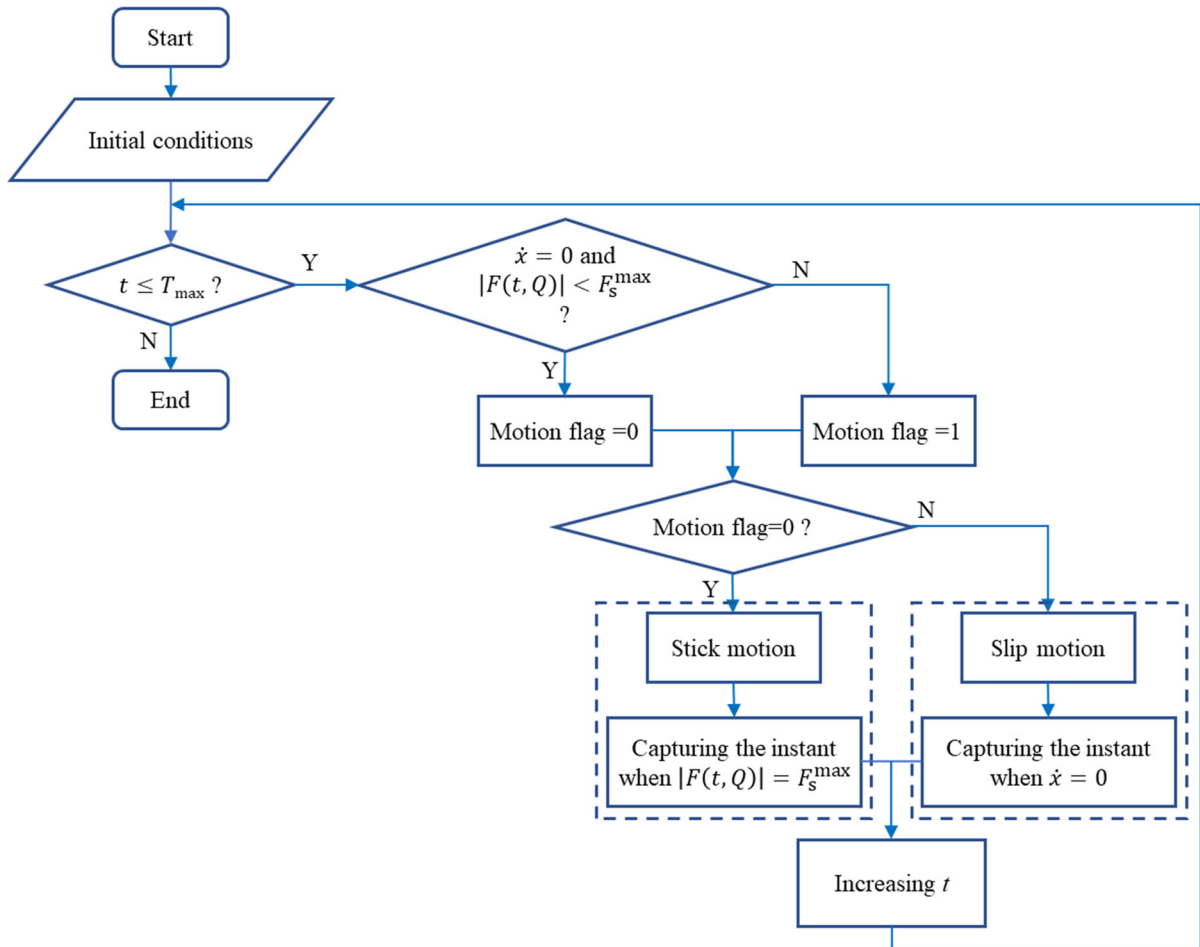 Start
Initial conditions
t ≤ T_max ?
Y
N
End
ẋ = 0 and
|F(t, Q)| < F_s^max
?
N
Y
Motion flag =0
Motion flag =1
Motion flag=0 ?
N
Y
Stick motion
Slip motion
Capturing the instant
when |F(t, Q)| = F_s^max
Capturing the instant
when ẋ = 0
Increasing t